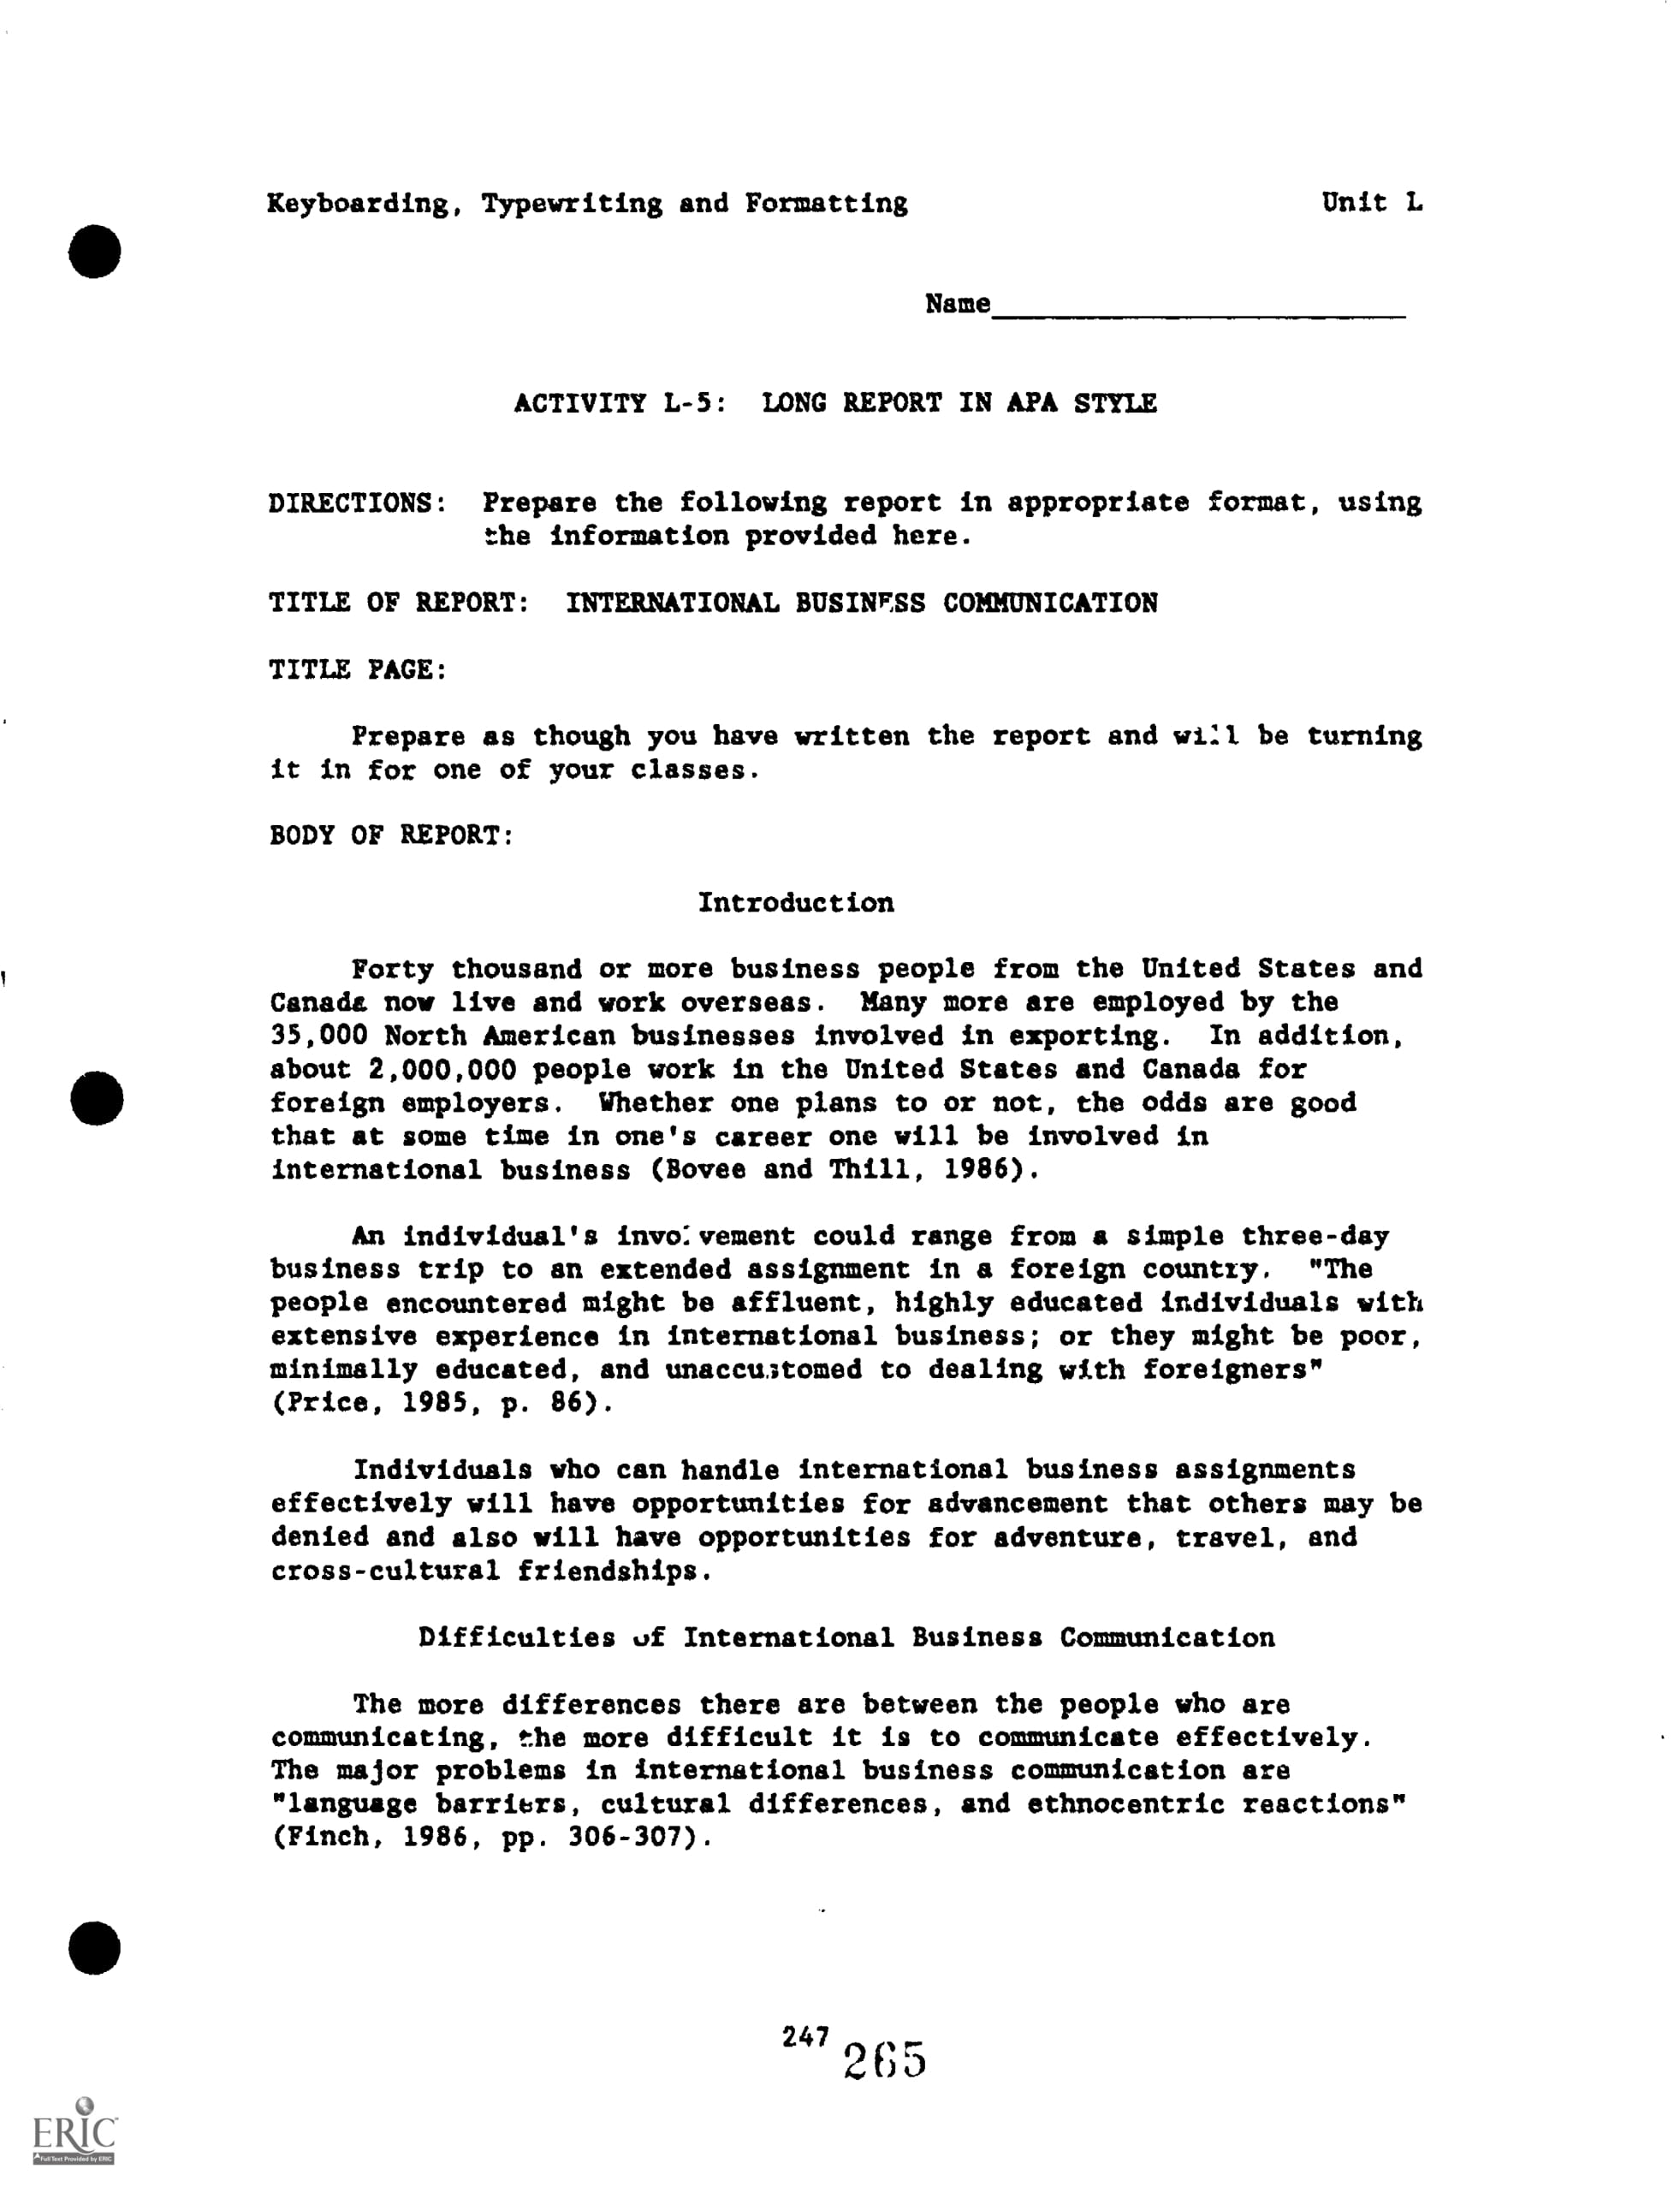 Keyboarding, Typewriting and Formatting Unit L
Name
ACTIVITY L-5: LONG REPORT IN APA STYLE
DIRECTIONS: Prepare the following report in appropriate format, using
the information provided here.
TITLE OF REPORT: INTERNATIONAL BUSINESS COMMUNICATION
TITLE PAGE:
Prepare as though you have written the report and will be turning
it in for one of your classes.
BODY OF REPORT:
Introduction
Forty thousand or more business people from the United States and
Canada now live and work overseas. Many more are employed by the
35,000 North American businesses involved in exporting. In addition,
about 2,000,000 people work in the United States and Canada for
foreign employers. Whether one plans to or not, the odds are good
that at some time in one's career one will be involved in
international business (Bovee and Thill, 1986).
An individual's involvement could range from a simple three-day
business trip to an extended assignment in a foreign country. "The
people encountered might be affluent, highly educated individuals with
extensive experience in international business; or they might be poor,
minimally educated, and unaccustomed to dealing with foreigners"
(Price, 1985, p. 86).
Individuals who can handle international business assignments
effectively will have opportunities for advancement that others may be
denied and also will have opportunities for adventure, travel, and
cross-cultural friendships.
Difficulties of International Business Communication
The more differences there are between the people who are
communicating, the more difficult it is to communicate effectively.
The major problems in international business communication are
"language barriers, cultural differences, and ethnocentric reactions"
(Finch, 1986, pp. 306-307).
247
265
ERIC
Full Text Provided by ERIC